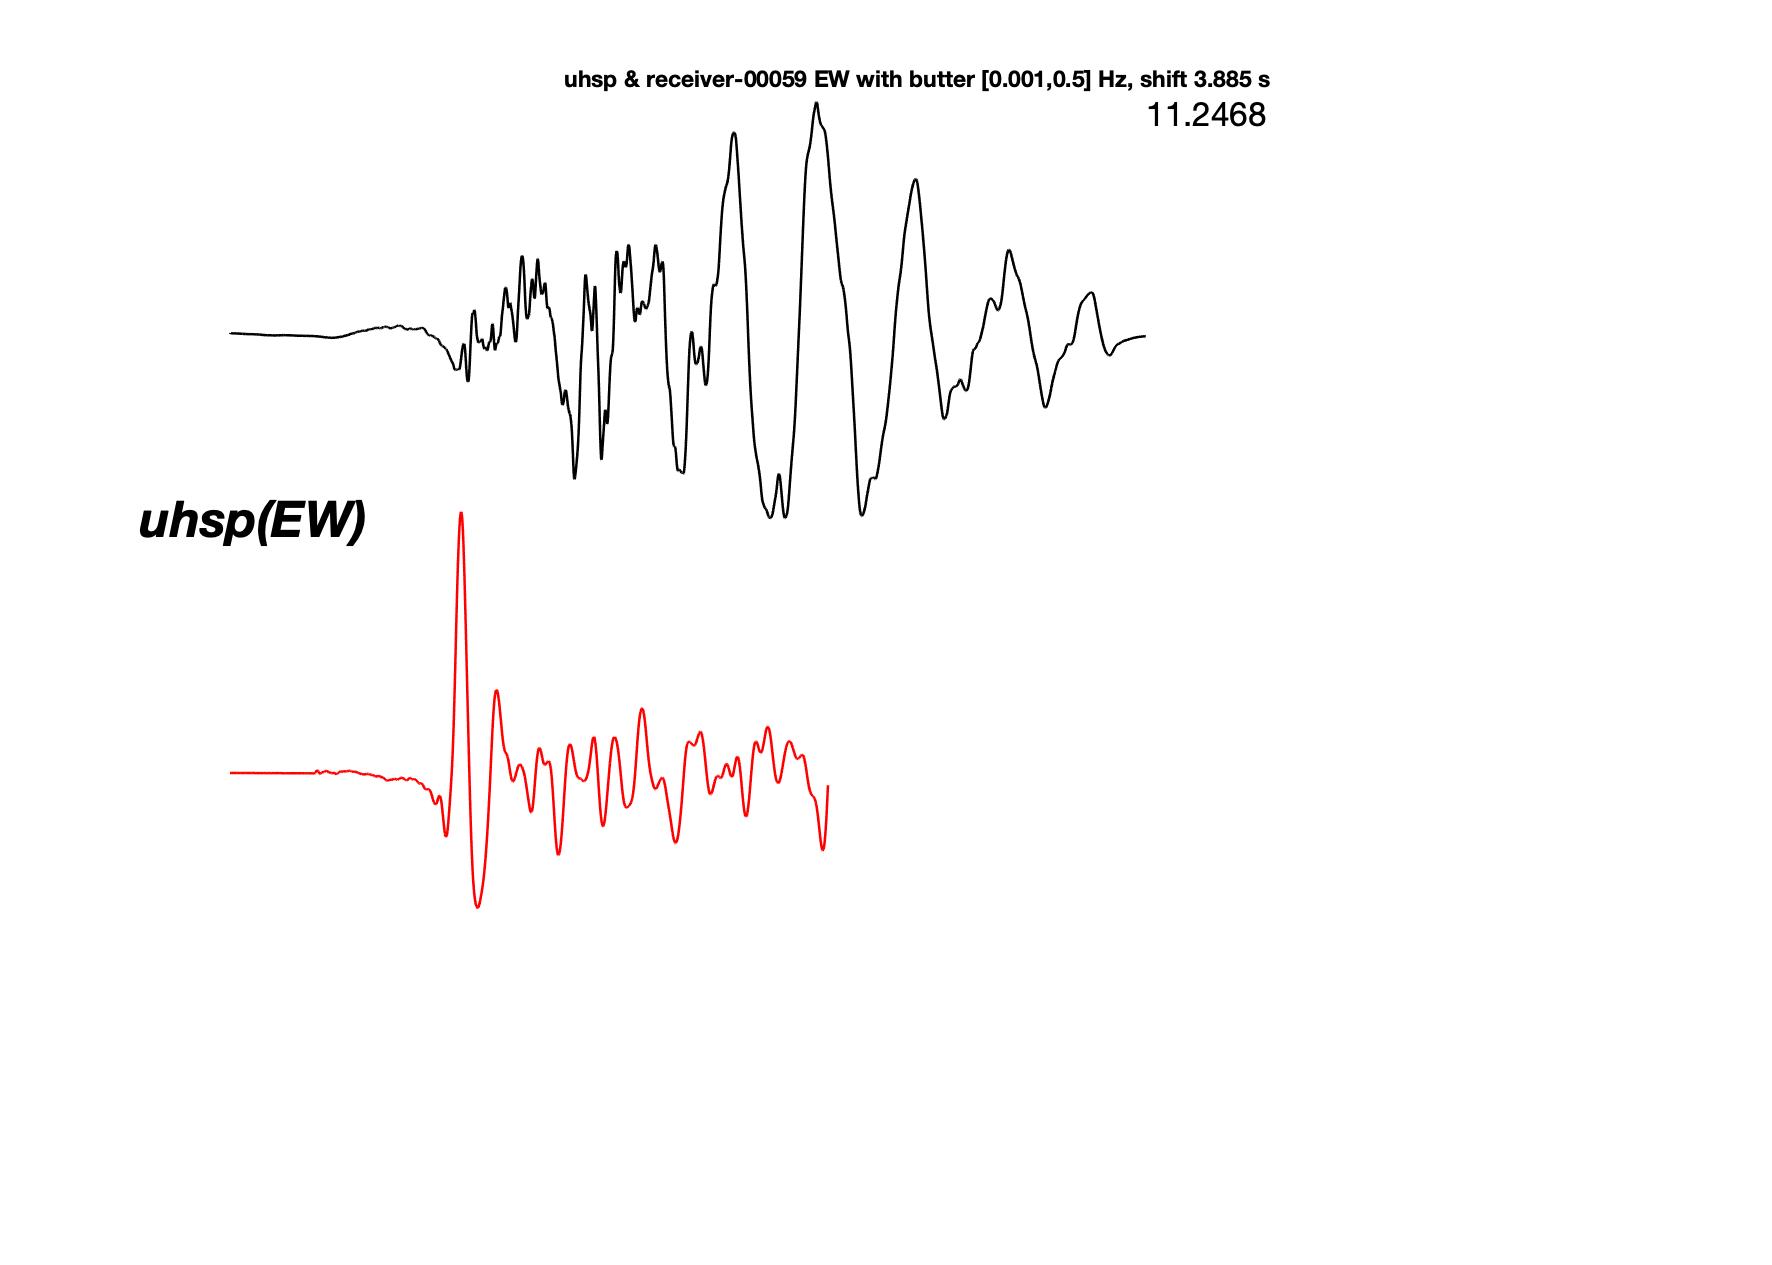 uhsp & receiver-00059 EW with butter [0.001,0.5] Hz, shift 3.885 s
11.2468
uhsp(EW)